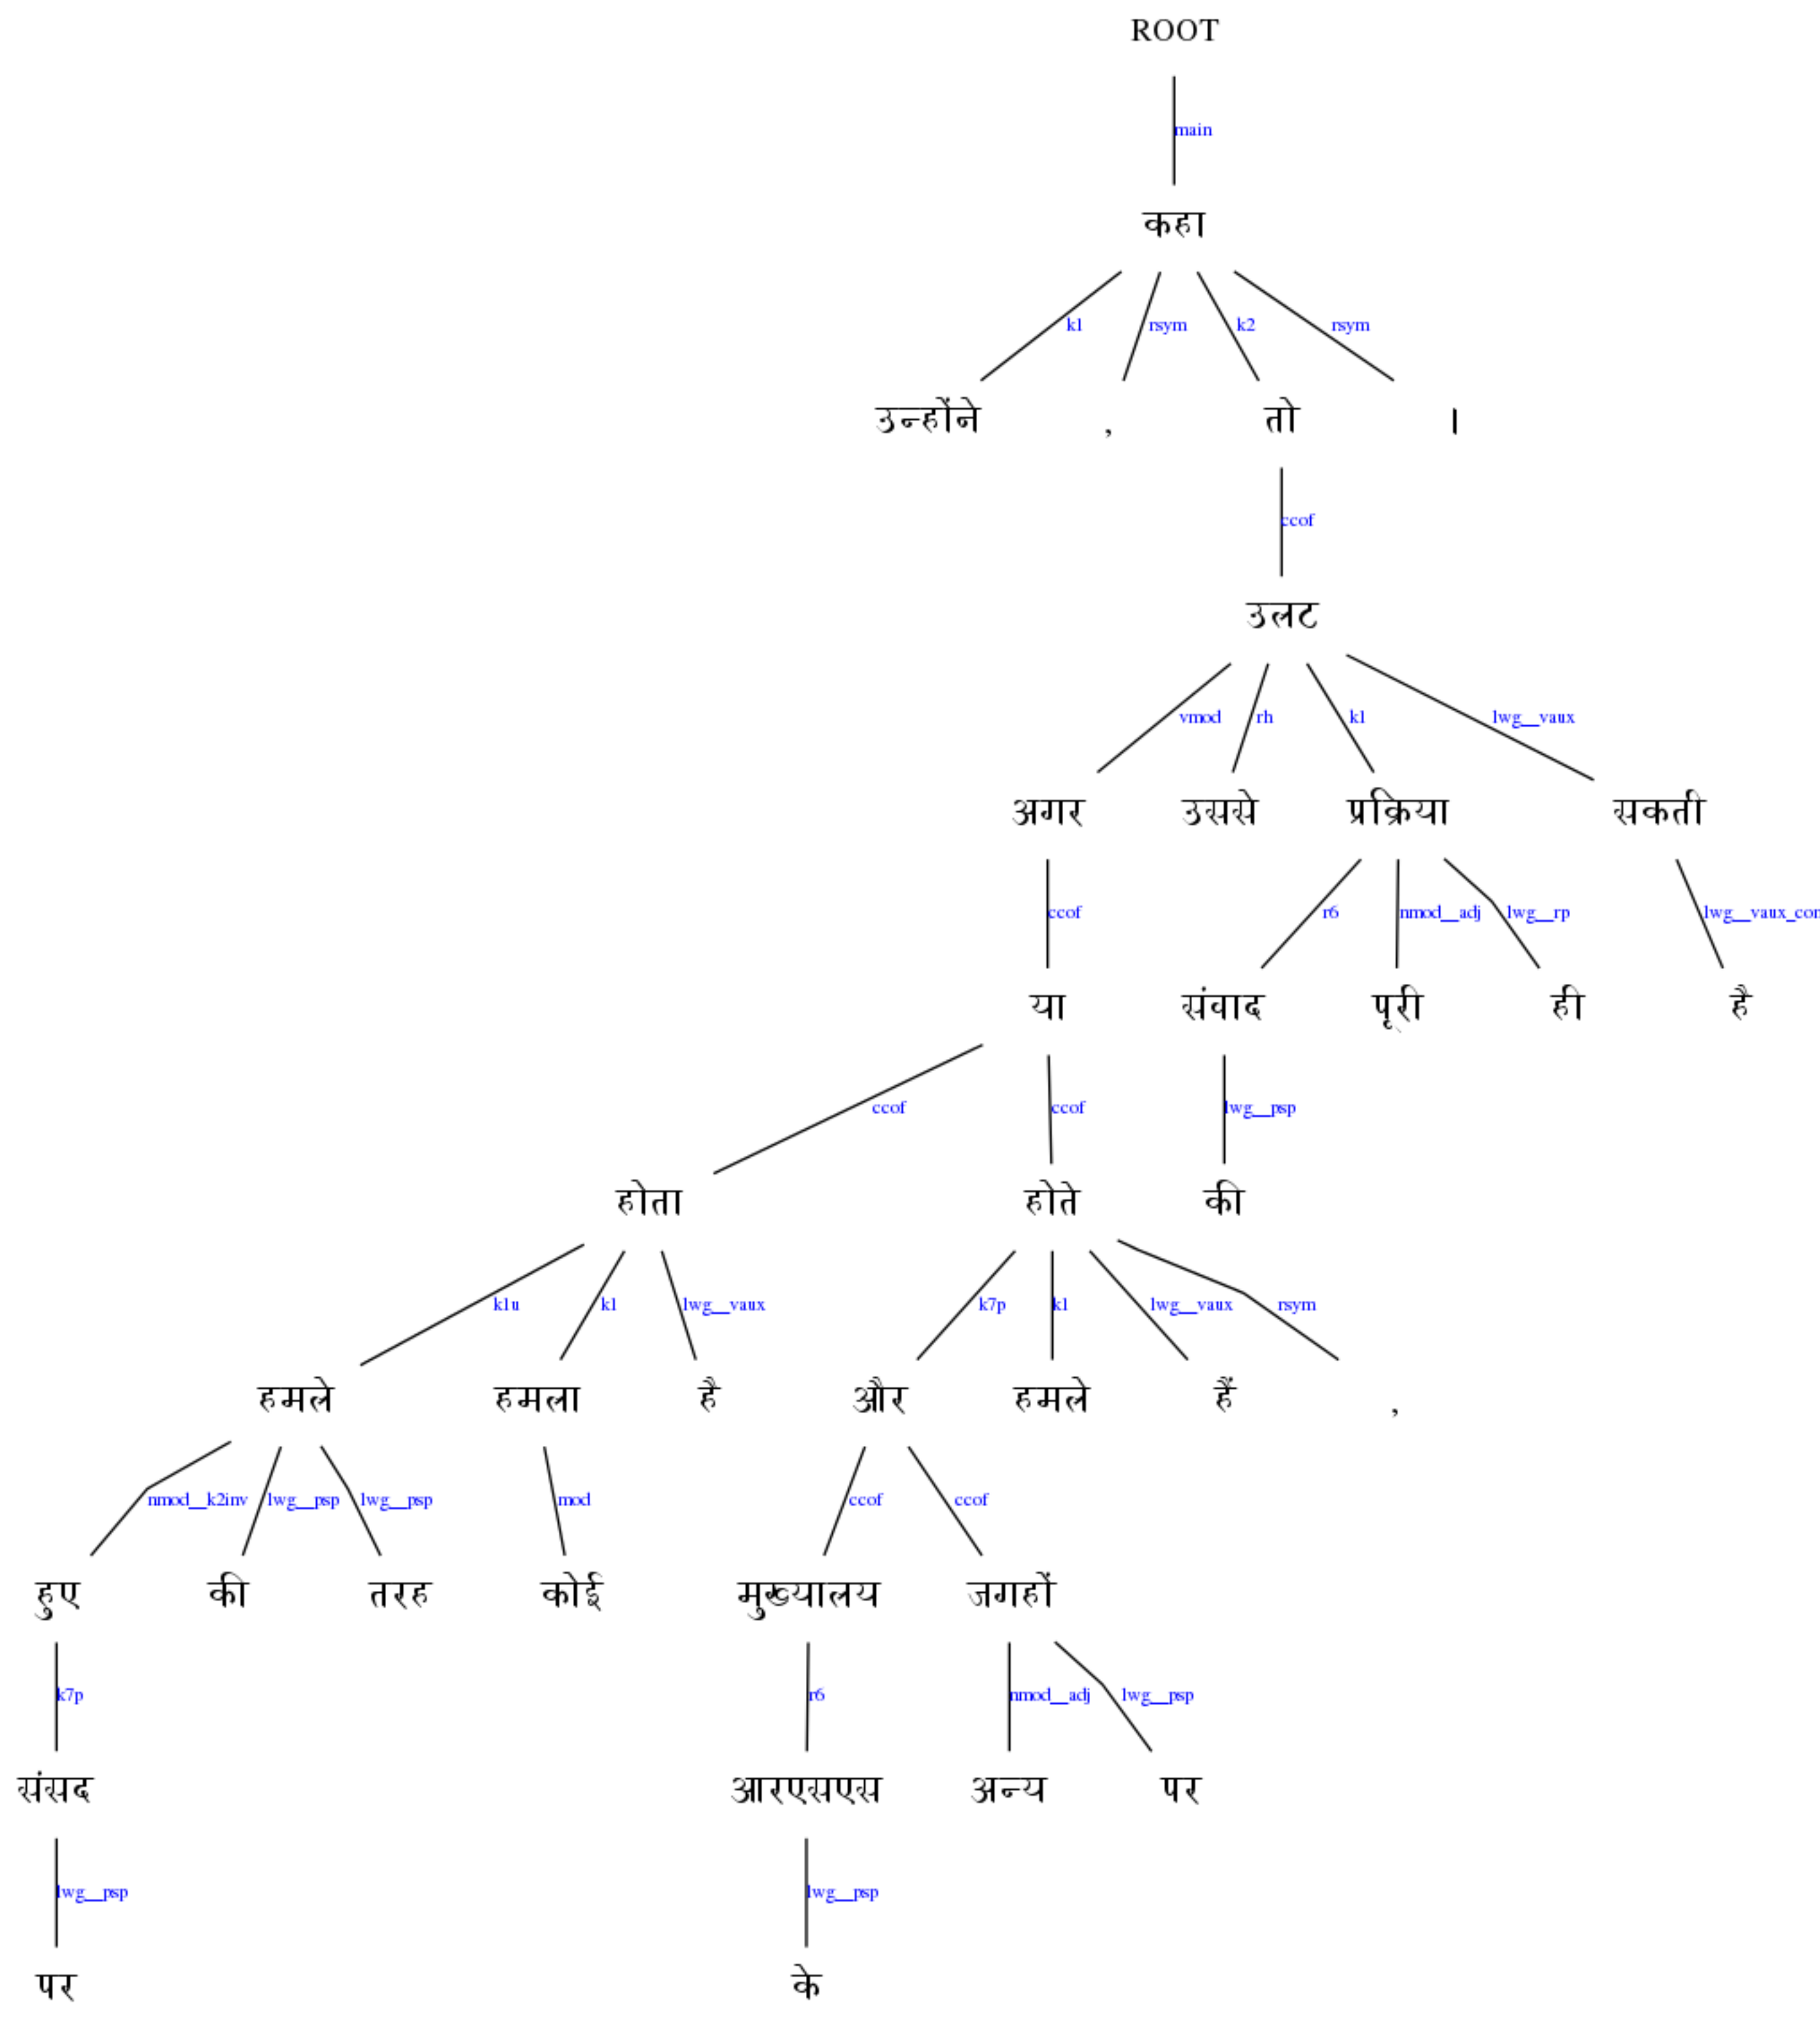 ROOT
main
कहा
k1 rsym k2 rsym
उन्होंने , तो ।
ccof
उलट
vmod rh k1 lwg__vaux
अगर उससे प्रक्रिया सकती
ccof r6 nmod__adj lwg__rp lwg__vaux_con
या संवाद पूरी ही है
ccof ccof lwg__psp
होता होते की
k1u k1 lwg__vaux k7p k1 lwg__vaux rsym
हमले हमला है और हमले हैं ,
nmod__k2inv lwg__psp lwg__psp mod ccof ccof
हुए की तरह कोई मुख्यालय जगहों
k7p r6 nmod__adj lwg__psp
संसद आरएसएस अन्य पर
lwg__psp lwg__psp
पर के